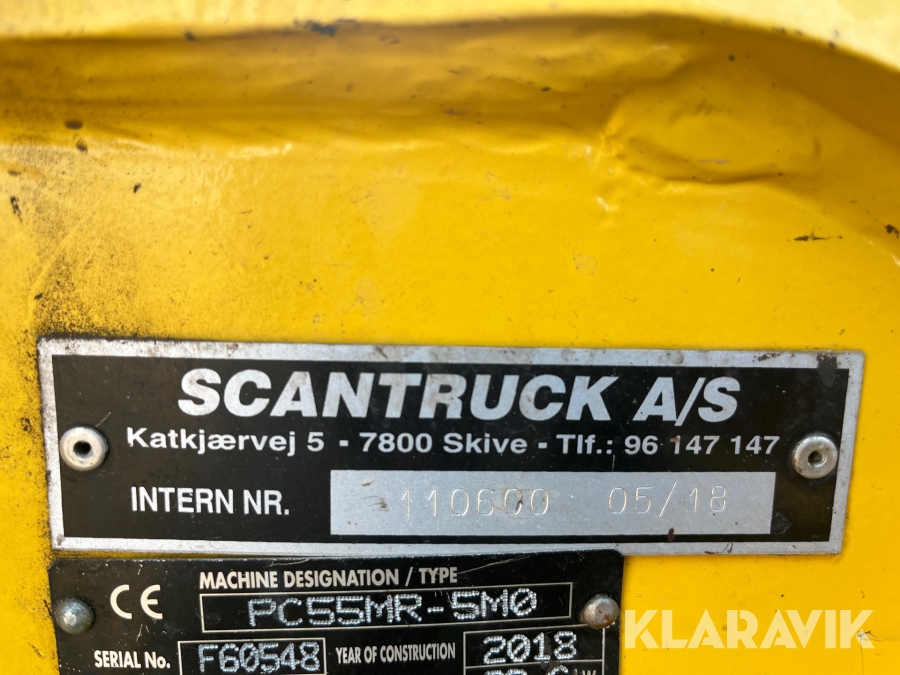 SCANTRUCK A/S
Katkjærvej 5 - 7800 Skive - Tlf.: 96 147 147
INTERN NR. 110600 05/18
CE MACHINE DESIGNATION / TYPE
PC55MR-5M0
SERIAL No. F60548 YEAR OF CONSTRUCTION 2018
KLARAVIK